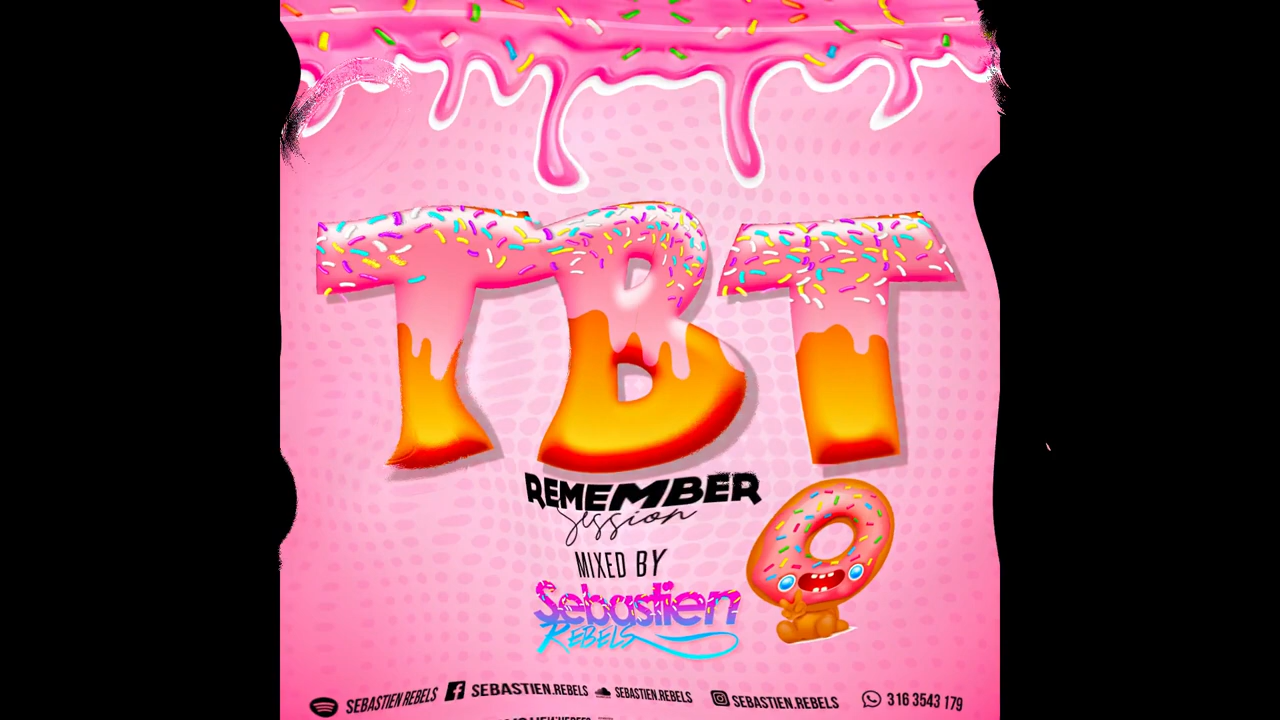 TBT
REMEMBER
Session
MIXED BY
Sebastien
REBELS
SEBASTIEN REBELS SEBASTIEN.REBELS SEBASTIEN.REBELS SEBASTIEN.REBELS 316 3543 179